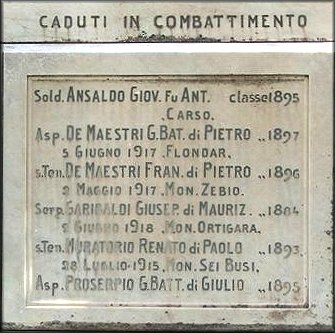 CADUTI IN COMBATTIMENTO
Sold. ANSALDO GIOV. Fu ANT. classe 1895
CARSO.
Asp. DE MAESTRI G.BAT. di PIETRO „ 1897
5 GIUGNO 1917. FLONDAR.
s.Ten. DE MAESTRI FRAN. di PIETRO „ 1896
2 MAGGIO 1917. MON. ZEBIO.
Serg. GARIBALDI GIUSEP. di MAURIZ. „ 1884
2 GIUGNO 1918. MON. ORTIGARA.
s.Ten. MURATORIO RENATO di PAOLO „ 1893
28 LUGLIO 1915. MON. SEI BUSI.
Asp. PROSERPIO G.BATT. di GIULIO „ 1895